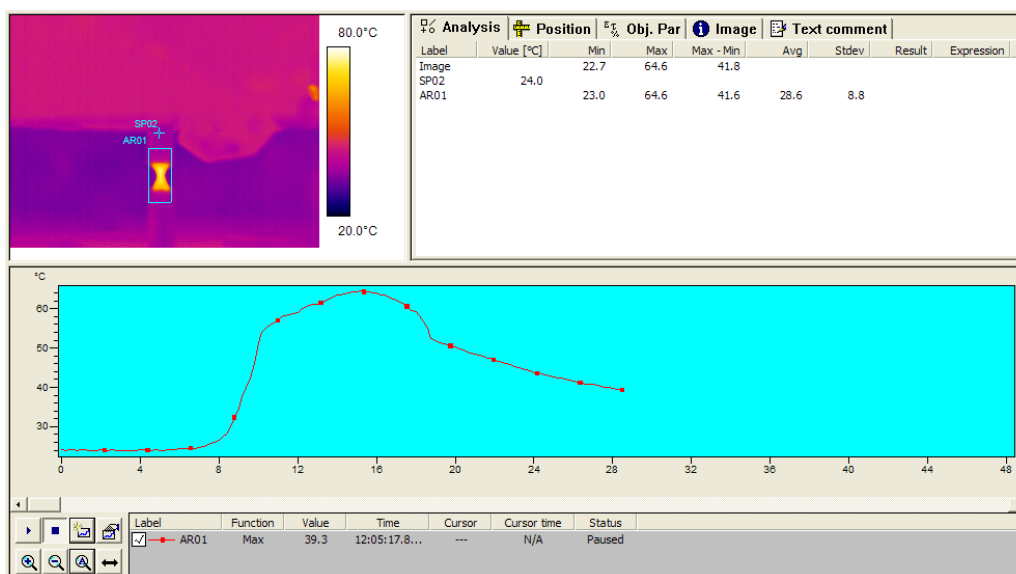 80.0°C
SP02
AR01
20.0°C
Analysis Position Obj. Par Image Text comment
Label Value [°C] Min Max Max - Min Avg Stdev Result Expression
Image 22.7 64.6 41.8
SP02 24.0
AR01 23.0 64.6 41.6 28.6 8.8
°C
60
50
40
30
0 4 8 12 16 20 24 28 32 36 40 44 48
Label Function Value Time Cursor Cursor time Status
AR01 Max 39.3 12:05:17.8... --- N/A Paused